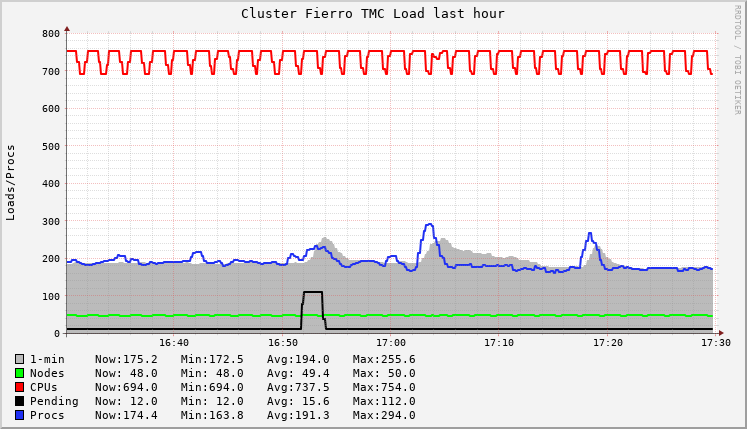 Cluster Fierro TMC Load last hour
RRDTOOL / TOBI OETIKER
Loads/Procs
800
700
600
500
400
300
200
100
0
16:40 16:50 17:00 17:10 17:20 17:30
1-min Now:175.2 Min:172.5 Avg:194.0 Max:255.6
Nodes Now: 48.0 Min: 48.0 Avg: 49.4 Max: 50.0
CPUs Now:694.0 Min:694.0 Avg:737.5 Max:754.0
Pending Now: 12.0 Min: 12.0 Avg: 15.6 Max:112.0
Procs Now:174.4 Min:163.8 Avg:191.3 Max:294.0